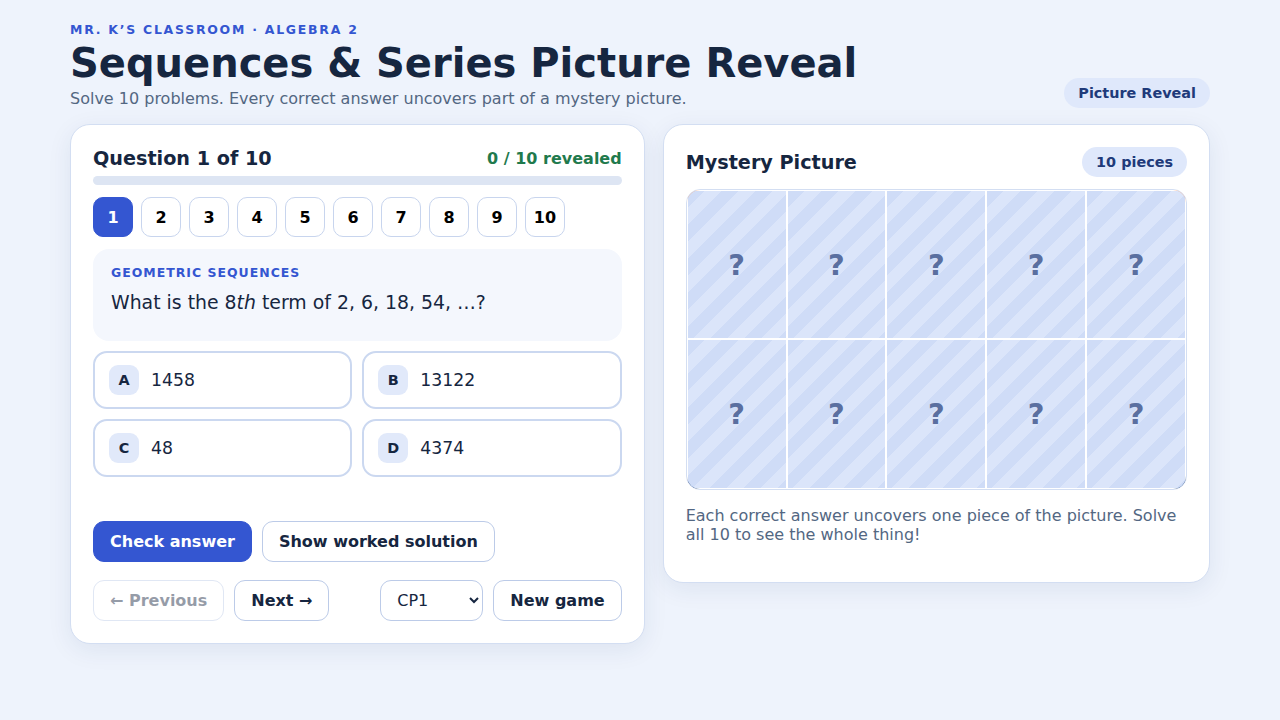 MR. K’S CLASSROOM · ALGEBRA 2
Sequences & Series Picture Reveal
Solve 10 problems. Every correct answer uncovers part of a mystery picture.
Picture Reveal
Question 1 of 10
0 / 10 revealed
1 2 3 4 5 6 7 8 9 10
GEOMETRIC SEQUENCES
What is the 8th term of 2, 6, 18, 54, …?
A 1458
B 13122
C 48
D 4374
Check answer
Show worked solution
← Previous
Next →
CP1
New game
Mystery Picture
10 pieces
? ? ? ? ?
? ? ? ? ?
Each correct answer uncovers one piece of the picture. Solve
all 10 to see the whole thing!